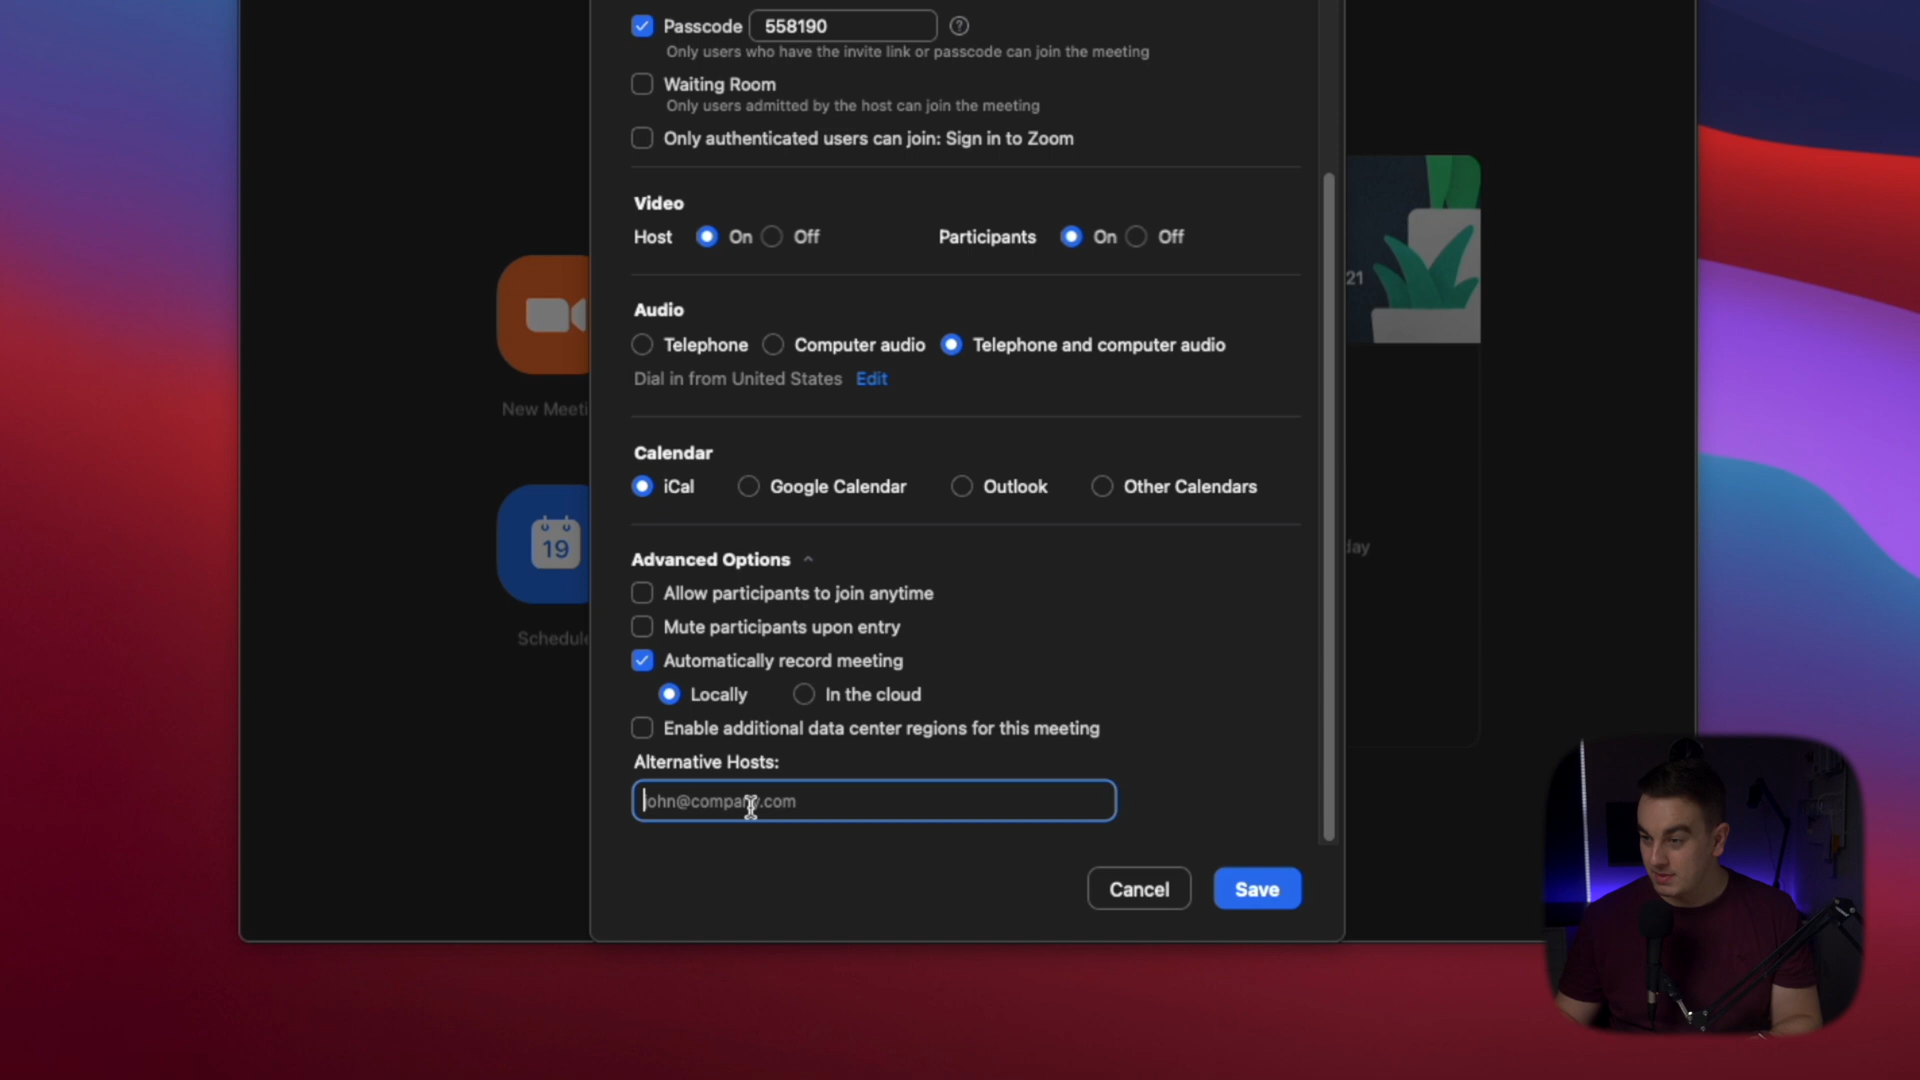 Passcode 558190 ?
Only users who have the invite link or passcode can join the meeting
Waiting Room
Only users admitted by the host can join the meeting
Only authenticated users can join: Sign in to Zoom
Video
Host On Off Participants On Off
21
Audio
Telephone Computer audio Telephone and computer audio
Dial in from United States Edit
New Meeti
Calendar
iCal Google Calendar Outlook Other Calendars
19
day
Advanced Options
Allow participants to join anytime
Mute participants upon entry
Schedule
Automatically record meeting
Locally In the cloud
Enable additional data center regions for this meeting
Alternative Hosts:
john@company.com
Cancel Save